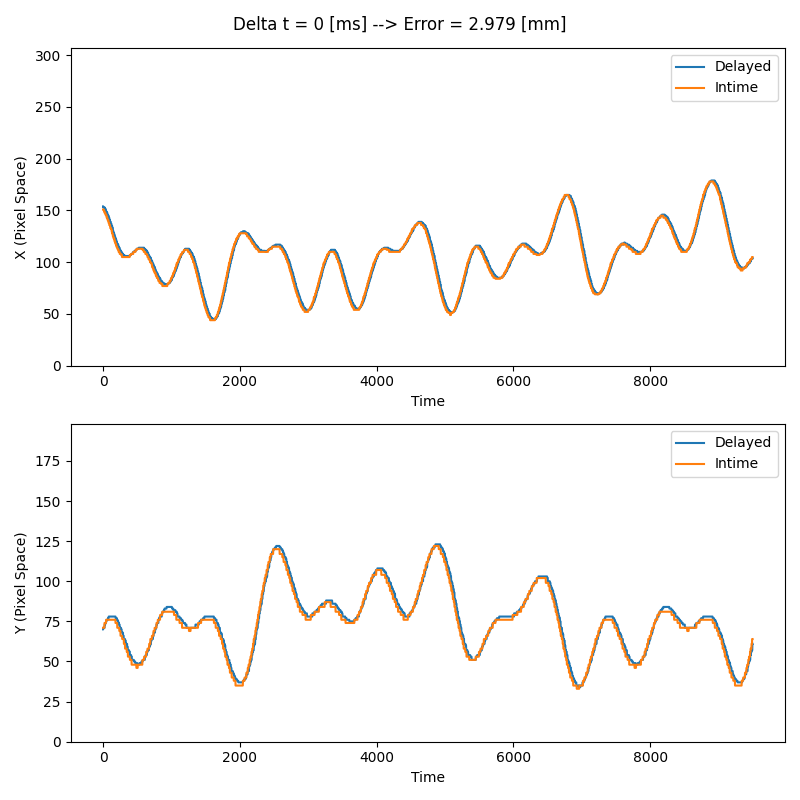 Delta t = 0 [ms] --> Error = 2.979 [mm]
300
250
200
150
100
50
0
X (Pixel Space)
Delayed
Intime
0 2000 4000 6000 8000
Time
175
150
125
100
75
50
25
0
Y (Pixel Space)
Delayed
Intime
0 2000 4000 6000 8000
Time